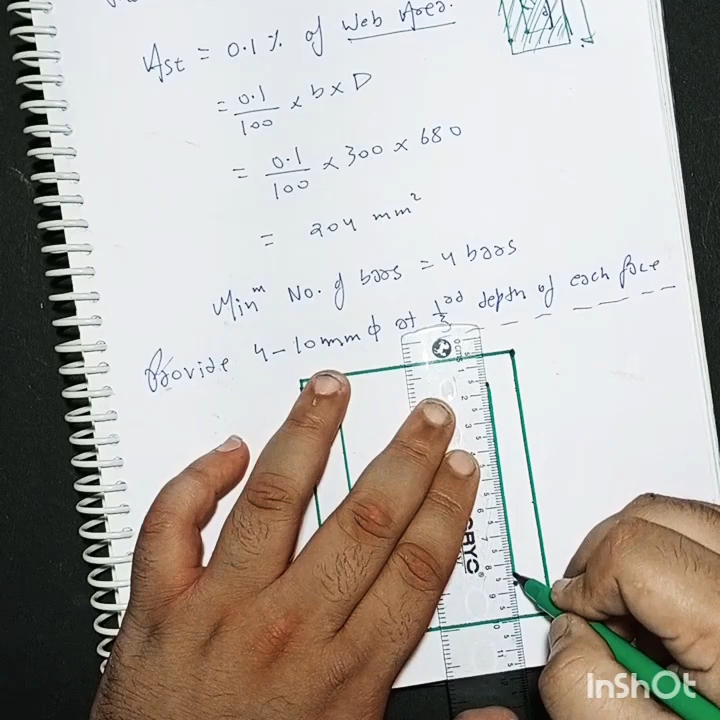 Ast = 0.1% of Web Area.
= 0.1/100 × b × D
= 0.1/100 × 300 × 680
= 204 mm²
Minᵐ No. of bars = 4 bars
Provide 4-10mm ϕ at 1/3rd depth of each face
ORYC
InShOt